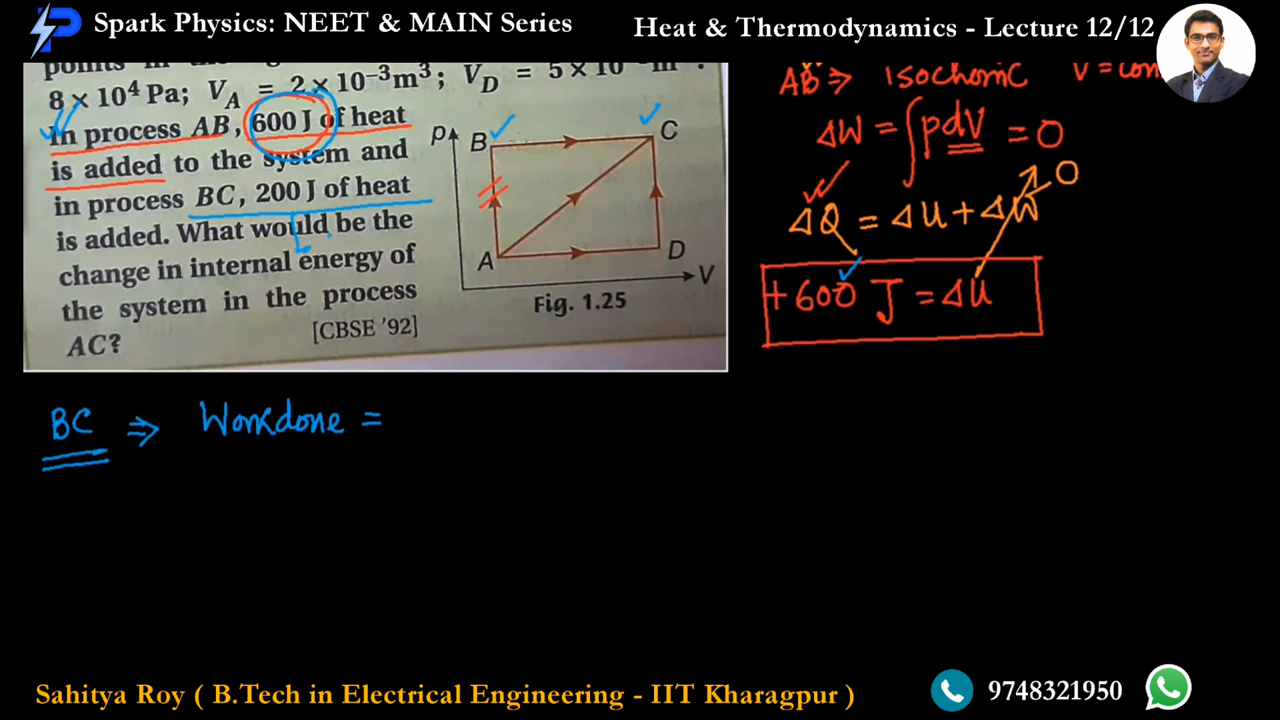 Spark Physics: NEET & MAIN Series
Heat & Thermodynamics - Lecture 12/12
points in the
8 × 10⁴ Pa; V_A = 2 × 10⁻³ m³; V_D = 5 × 10
In process AB, 600 J of heat
is added to the system and
in process BC, 200 J of heat
is added. What would be the
change in internal energy of
the system in the process
AC?
[CBSE '92]
p
B
C
A
D
V
Fig. 1.25
AB ⇒ Isochoric V = con
ΔW = ∫pdV = 0
ΔQ = ΔU + ΔW 0
+600 J = ΔU
BC ⇒ Workdone =
Sahitya Roy ( B.Tech in Electrical Engineering - IIT Kharagpur )
9748321950